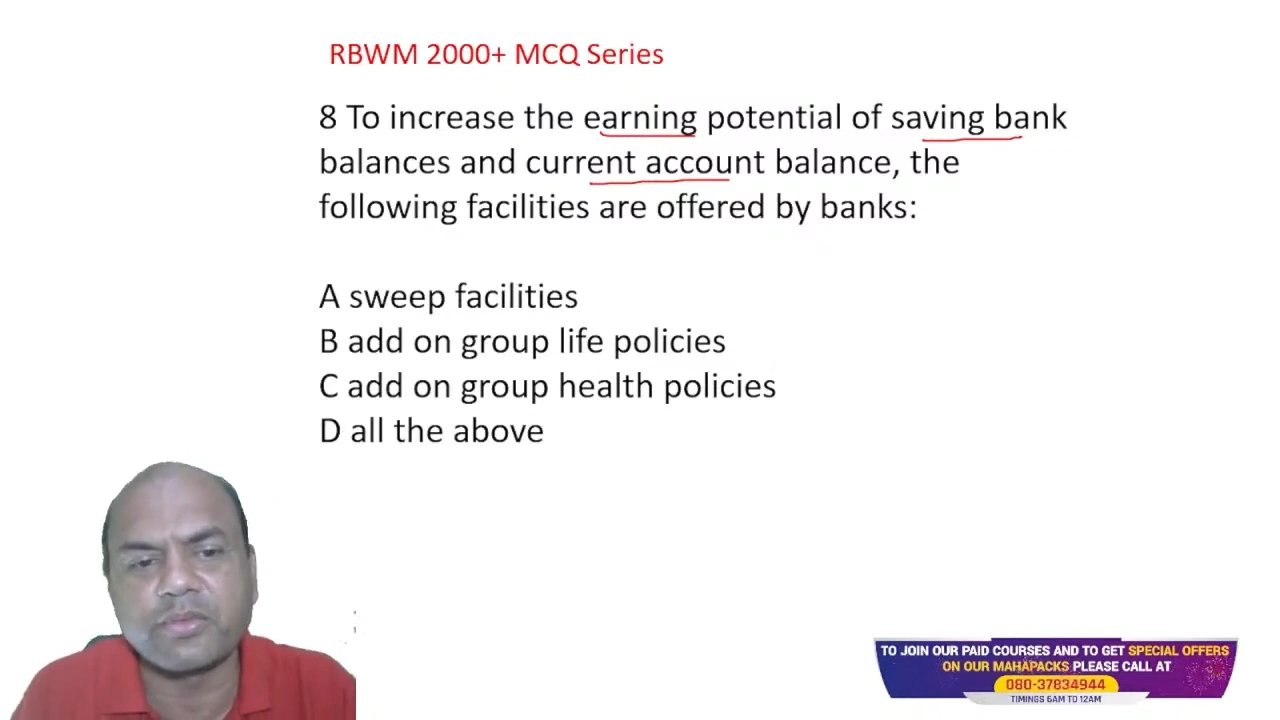 RBWM 2000+ MCQ Series
8 To increase the earning potential of saving bank
balances and current account balance, the
following facilities are offered by banks:
A sweep facilities
B add on group life policies
C add on group health policies
D all the above
TO JOIN OUR PAID COURSES AND TO GET SPECIAL OFFERS
ON OUR MAHAPACKS PLEASE CALL AT
080-37834944
TIMINGS 6AM TO 12AM